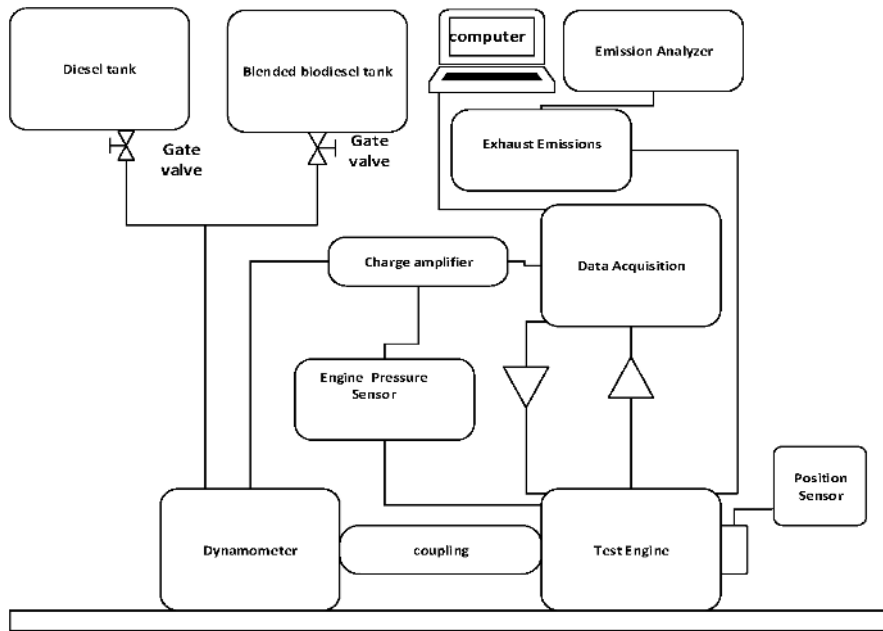 Diesel tank
Blended biodiesel tank
computer
Emission Analyzer
Gate
valve
Gate
valve
Exhaust Emissions
Charge amplifier
Data Acquisition
Engine Pressure
Sensor
Position
Sensor
Dynamometer
coupling
Test Engine